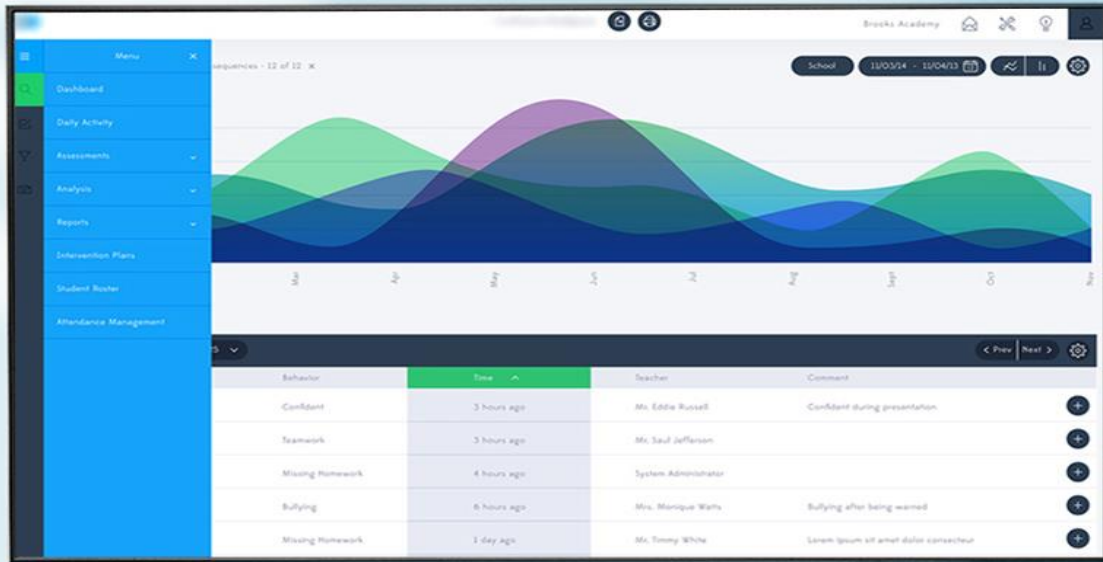 Brooks Academy
Menu ×
sequences - 12 of 12 ×
School
11/03/14 - 11/04/13
Dashboard
Daily Activity
Assessments
Analysis
Reports
Intervention Plans
Student Roster
Attendance Management
Mar
Apr
May
Jun
Jul
Aug
Sept
Oct
Nov
25
< Prev
Next >
Behavior Time Teacher Comment
Confident 3 hours ago Mr. Eddie Russell Confident during presentation
Teamwork 3 hours ago Mr. Saul Jefferson
Missing Homework 4 hours ago System Administrator
Bullying 6 hours ago Mrs. Monique Watts Bullying after being warned
Missing Homework 1 day ago Mr. Timmy White Lorem ipsum sit amet dolor consecteur